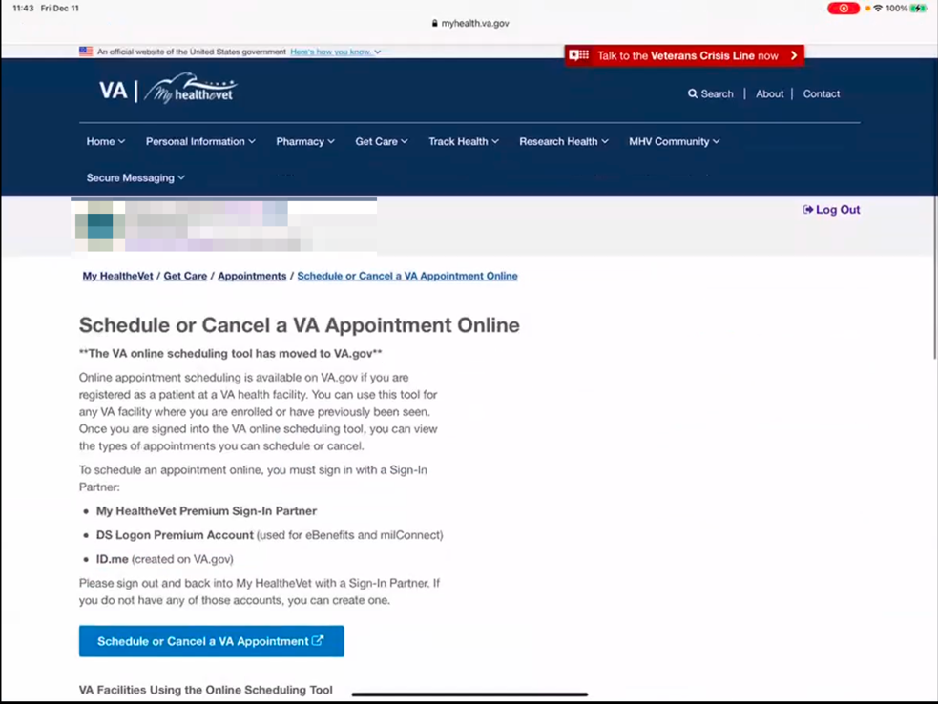 11:43 Fri Dec 11
100%
myhealth.va.gov
An official website of the United States government Here's how you know.
Talk to the Veterans Crisis Line now
VA | My healthevet
Search | About | Contact
Home Personal Information Pharmacy Get Care Track Health Research Health MHV Community
Secure Messaging
Log Out
My HealtheVet / Get Care / Appointments / Schedule or Cancel a VA Appointment Online
Schedule or Cancel a VA Appointment Online
**The VA online scheduling tool has moved to VA.gov**
Online appointment scheduling is available on VA.gov if you are
registered as a patient at a VA health facility. You can use this tool for
any VA facility where you are enrolled or have previously been seen.
Once you are signed into the VA online scheduling tool, you can view
the types of appointments you can schedule or cancel.
To schedule an appointment online, you must sign in with a Sign-In
Partner:
• My HealtheVet Premium Sign-In Partner
• DS Logon Premium Account (used for eBenefits and milConnect)
• ID.me (created on VA.gov)
Please sign out and back into My HealtheVet with a Sign-In Partner. If
you do not have any of those accounts, you can create one.
Schedule or Cancel a VA Appointment
VA Facilities Using the Online Scheduling Tool